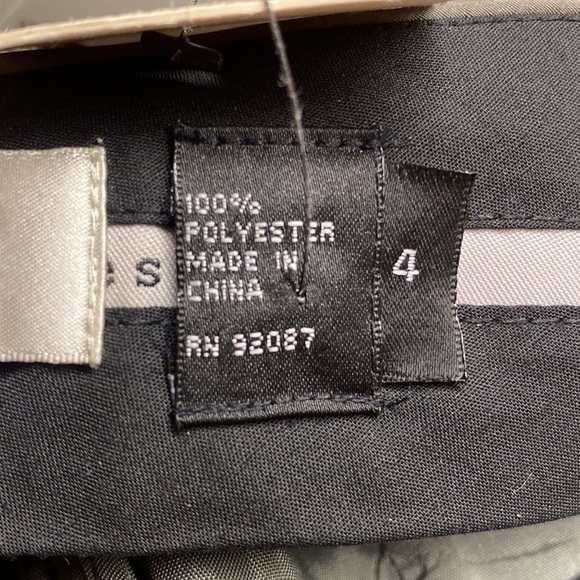 100%
POLYESTER
MADE IN
CHINA
RN 92087
4
S